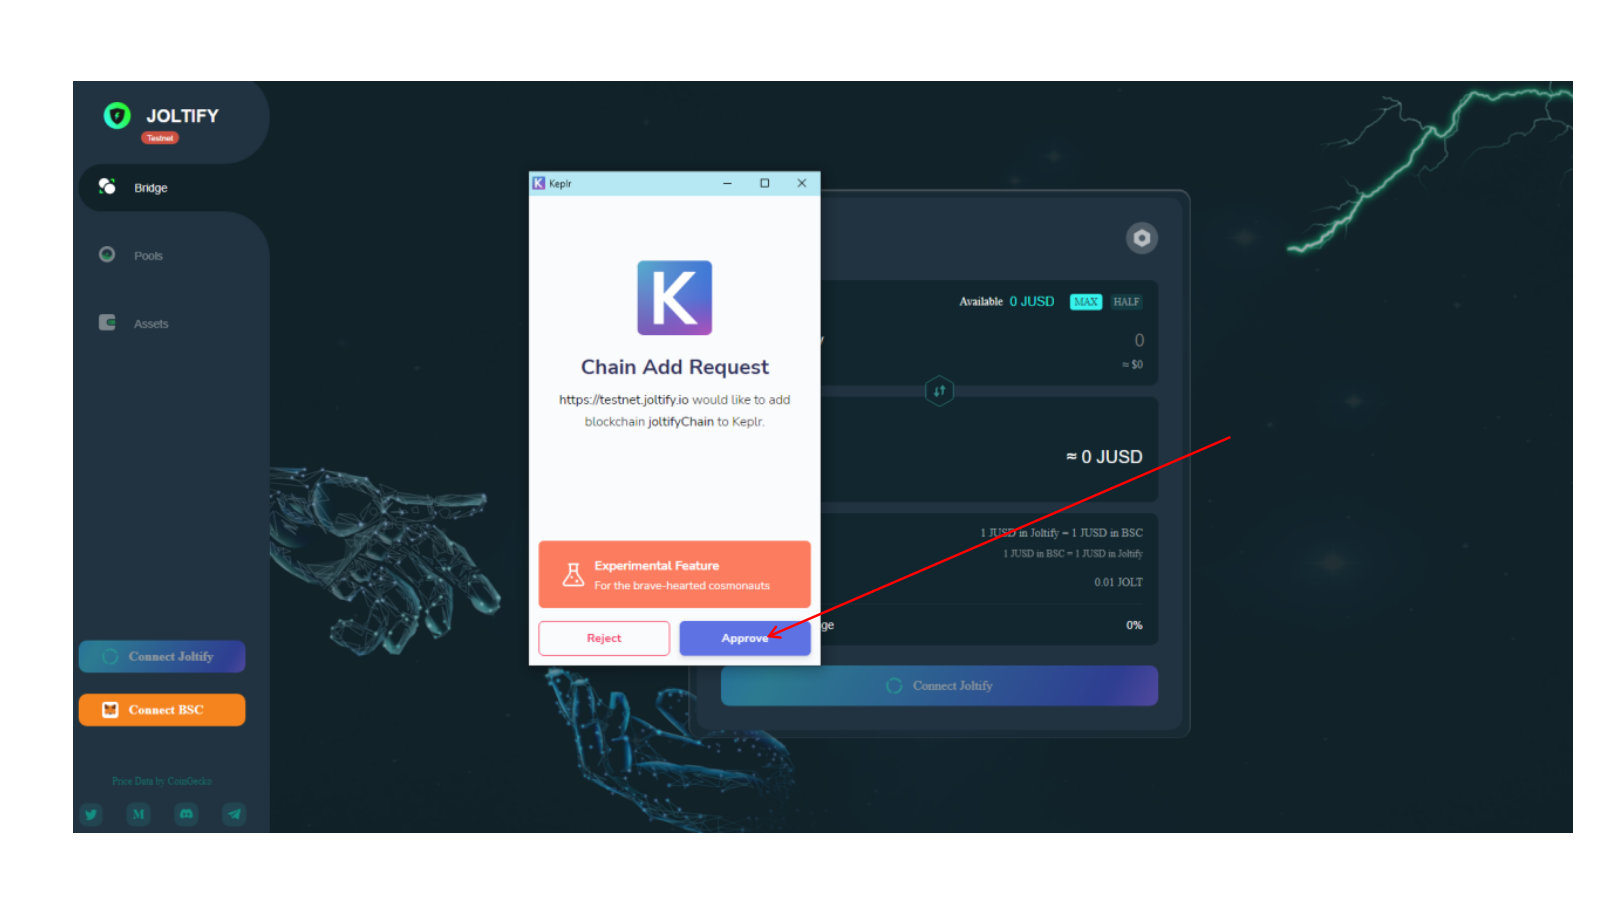 JOLTIFY
Testnet
Bridge
Pools
Assets
Connect Joltify
Connect BSC
Price Data by CoinGecko
M
Keplr
K
Chain Add Request
https://testnet.joltify.io would like to add
blockchain joltifyChain to Keplr.
Experimental Feature
For the brave-hearted cosmonauts
Reject
Approve
Available 0 JUSD MAX HALF
0
≈ $0
≈ 0 JUSD
1 JUSD in Joltify = 1 JUSD in BSC
1 JUSD in BSC = 1 JUSD in Joltify
0.01 JOLT
ge
0%
Connect Joltify